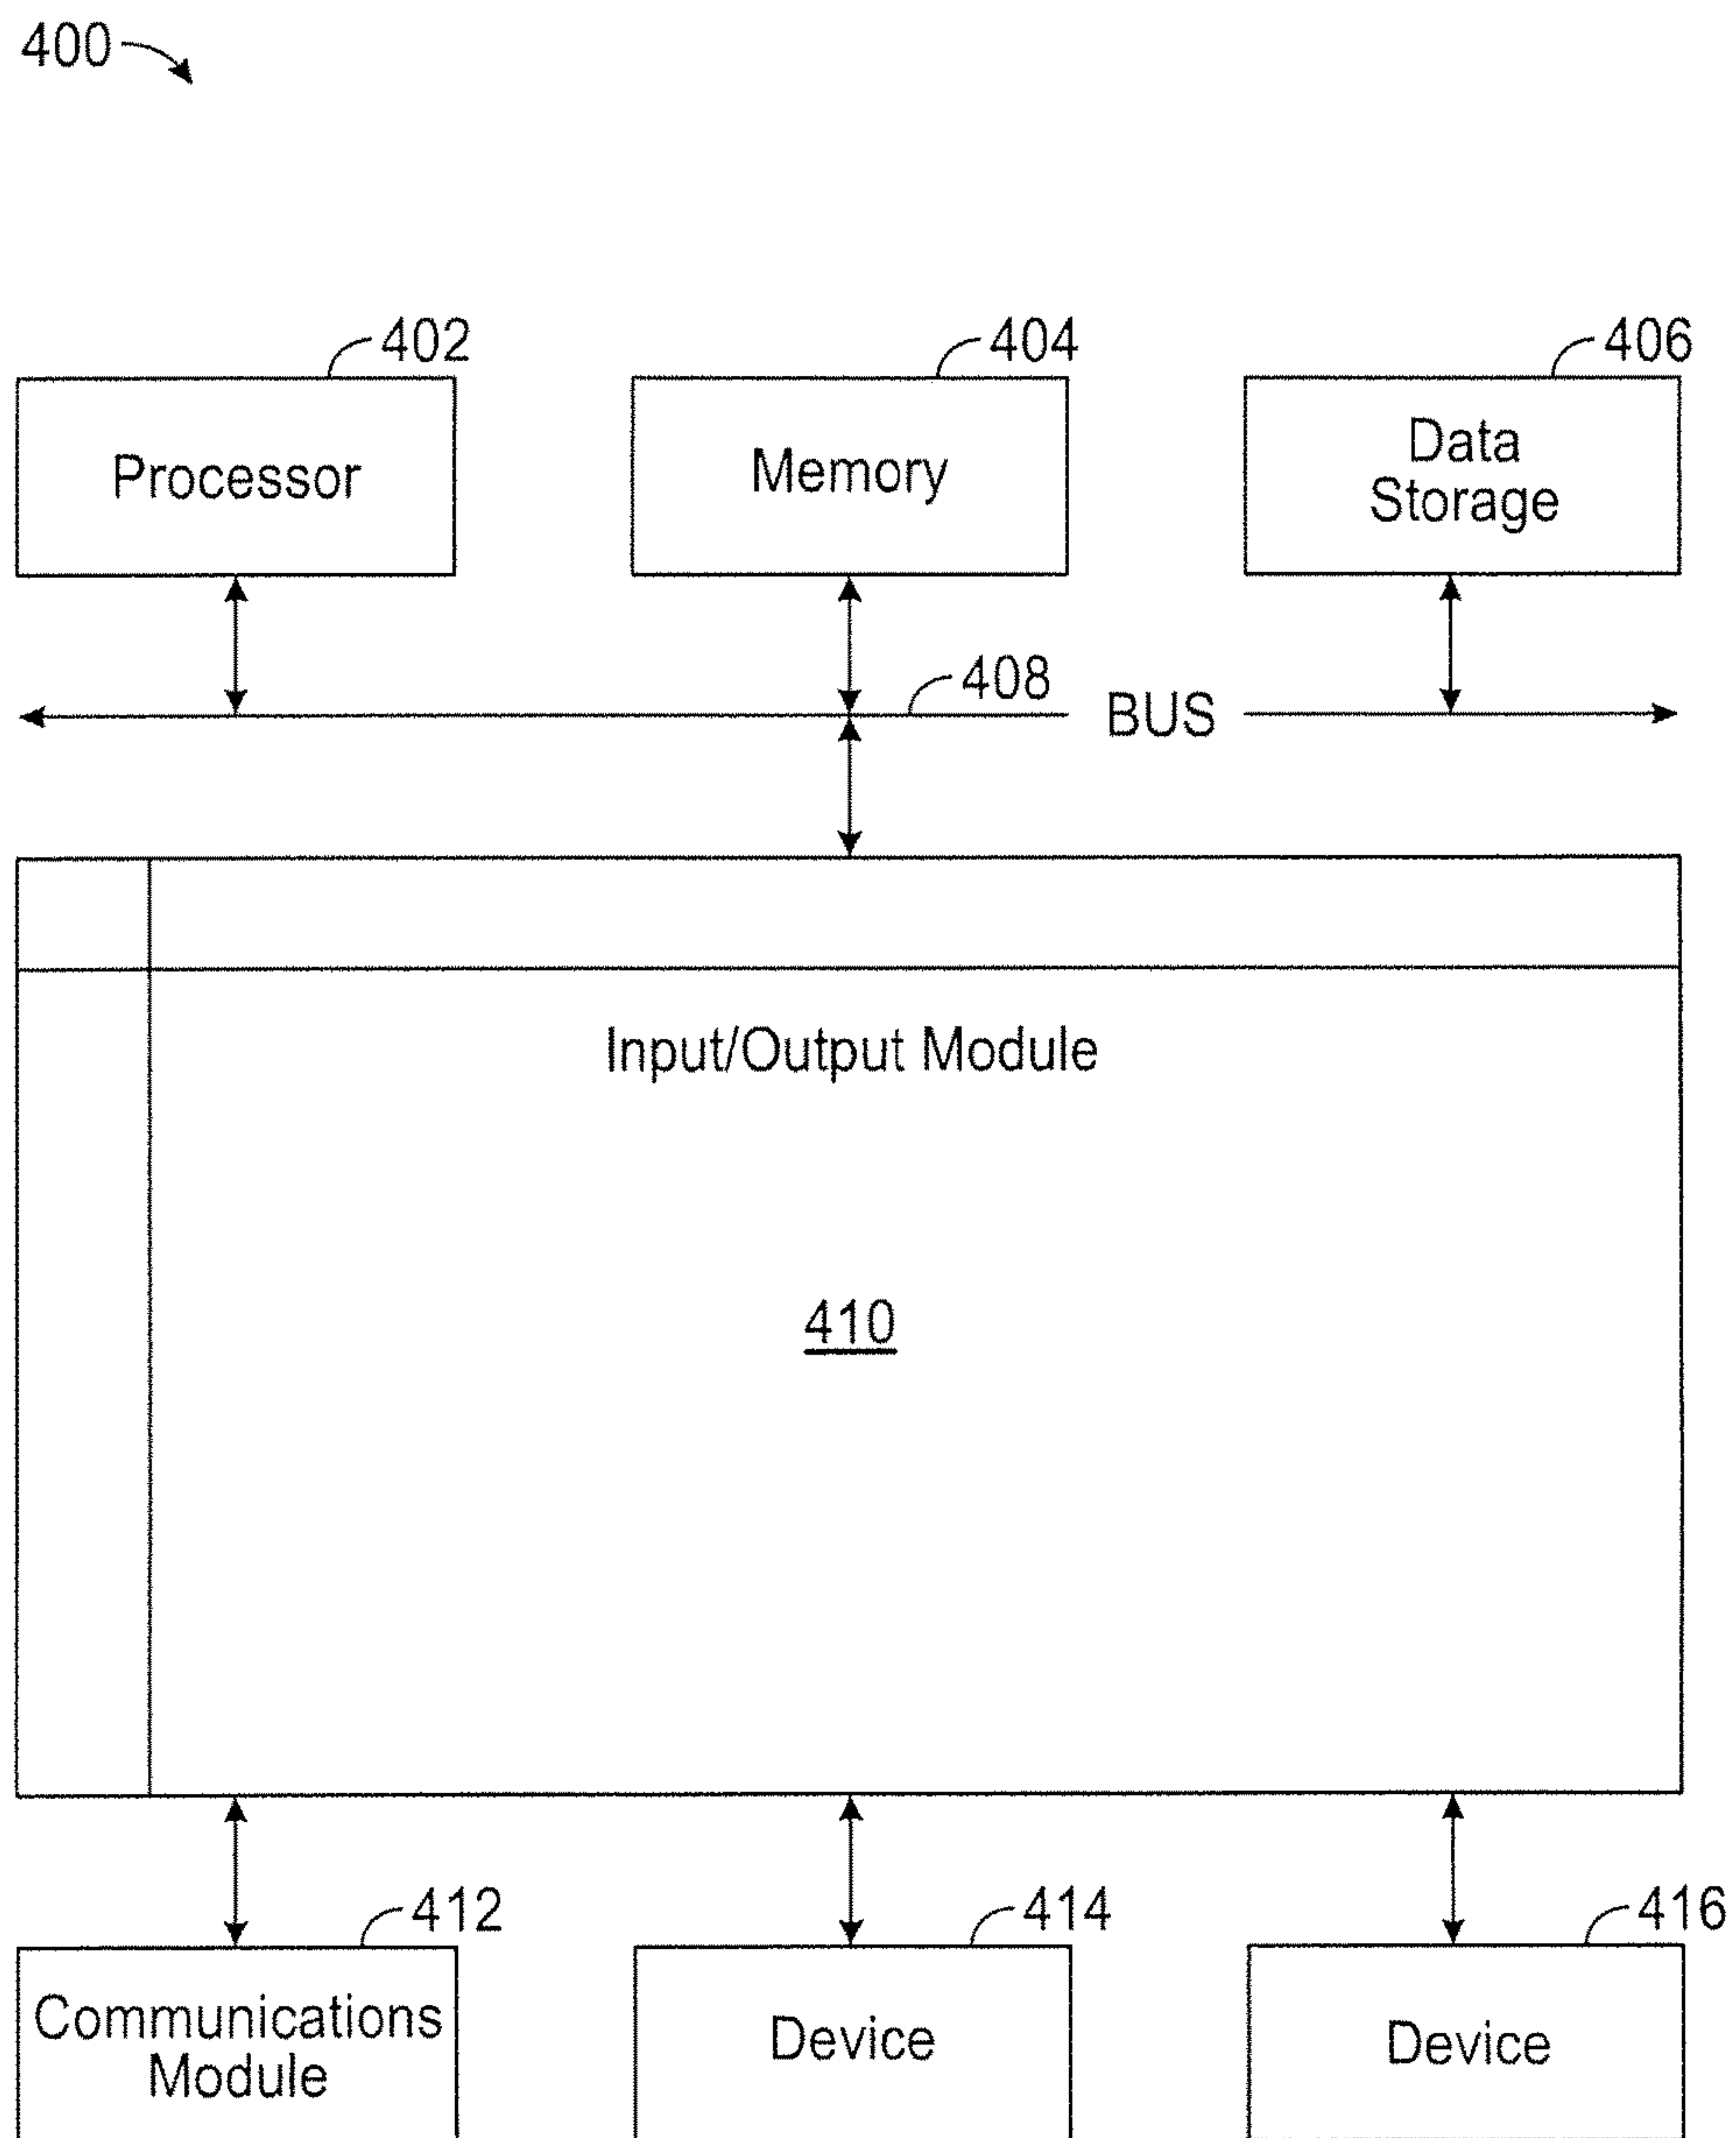 400
402
404
406
Processor
Memory
Data
Storage
408
BUS
Input/Output Module
410
412
414
416
Communications
Module
Device
Device